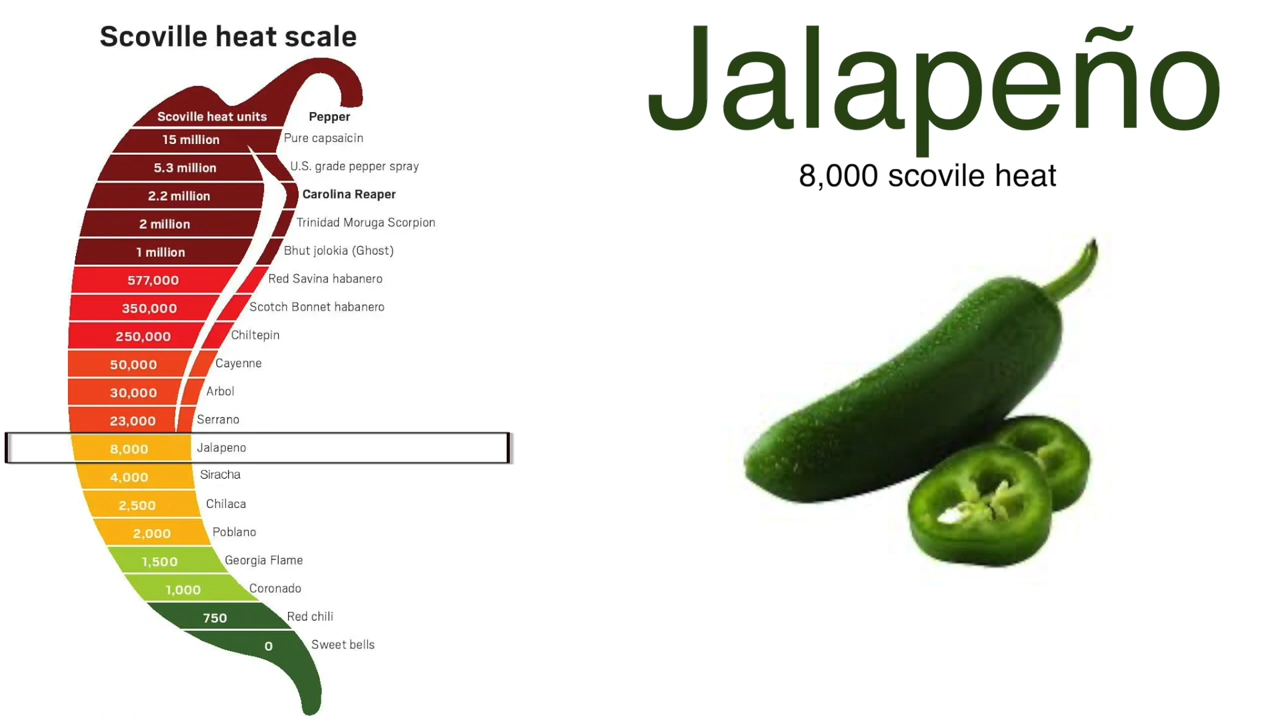 Scoville heat scale
Scoville heat units Pepper
15 million Pure capsaicin
5.3 million U.S. grade pepper spray
2.2 million Carolina Reaper
2 million Trinidad Moruga Scorpion
1 million Bhut jolokia (Ghost)
577,000 Red Savina habanero
350,000 Scotch Bonnet habanero
250,000 Chiltepin
50,000 Cayenne
30,000 Arbol
23,000 Serrano
8,000 Jalapeno
4,000 Siracha
2,500 Chilaca
2,000 Poblano
1,500 Georgia Flame
1,000 Coronado
750 Red chili
0 Sweet bells
Jalapeño
8,000 scovile heat